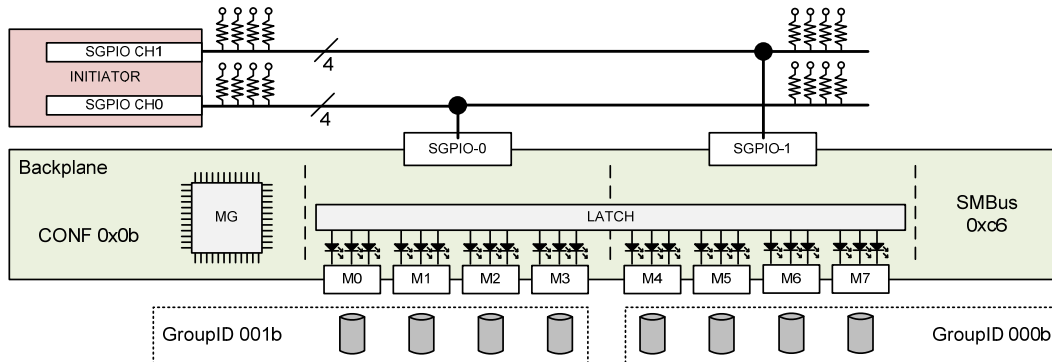 SGPIO CH1
4
INITIATOR
SGPIO CH0
4
SGPIO-0
SGPIO-1
Backplane
MG
LATCH
SMBus
0xc6
CONF 0x0b
M0
M1
M2
M3
M4
M5
M6
M7
GroupID 001b
GroupID 000b